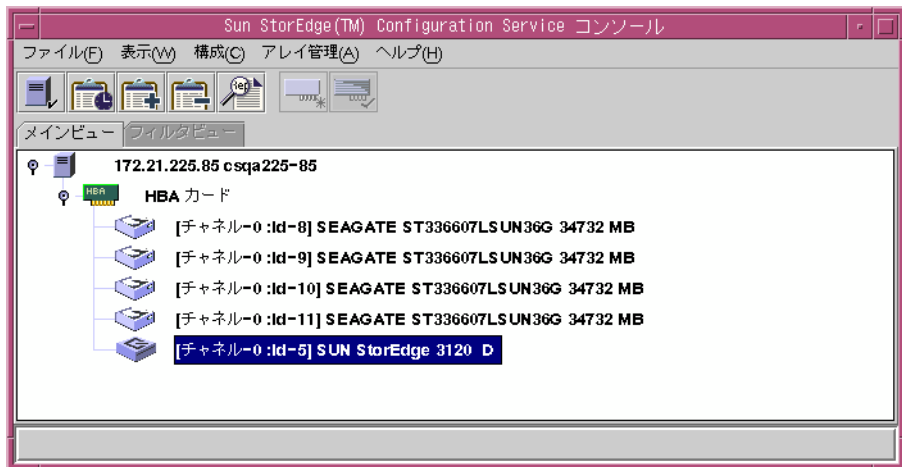 Sun StorEdge(TM) Configuration Service コンソール
ファイル(F) 表示(W) 構成(C) アレイ管理(A) ヘルプ(H)
Rep
メインビュー フィルタビュー
172.21.225.85 csqa225-85
HBA HBA カード
[チャネル-0 :Id-8] SEAGATE ST336607LSUN36G 34732 MB
[チャネル-0 :Id-9] SEAGATE ST336607LSUN36G 34732 MB
[チャネル-0 :Id-10] SEAGATE ST336607LSUN36G 34732 MB
[チャネル-0 :Id-11] SEAGATE ST336607LSUN36G 34732 MB
[チャネル-0 :Id-5] SUN StorEdge 3120 D